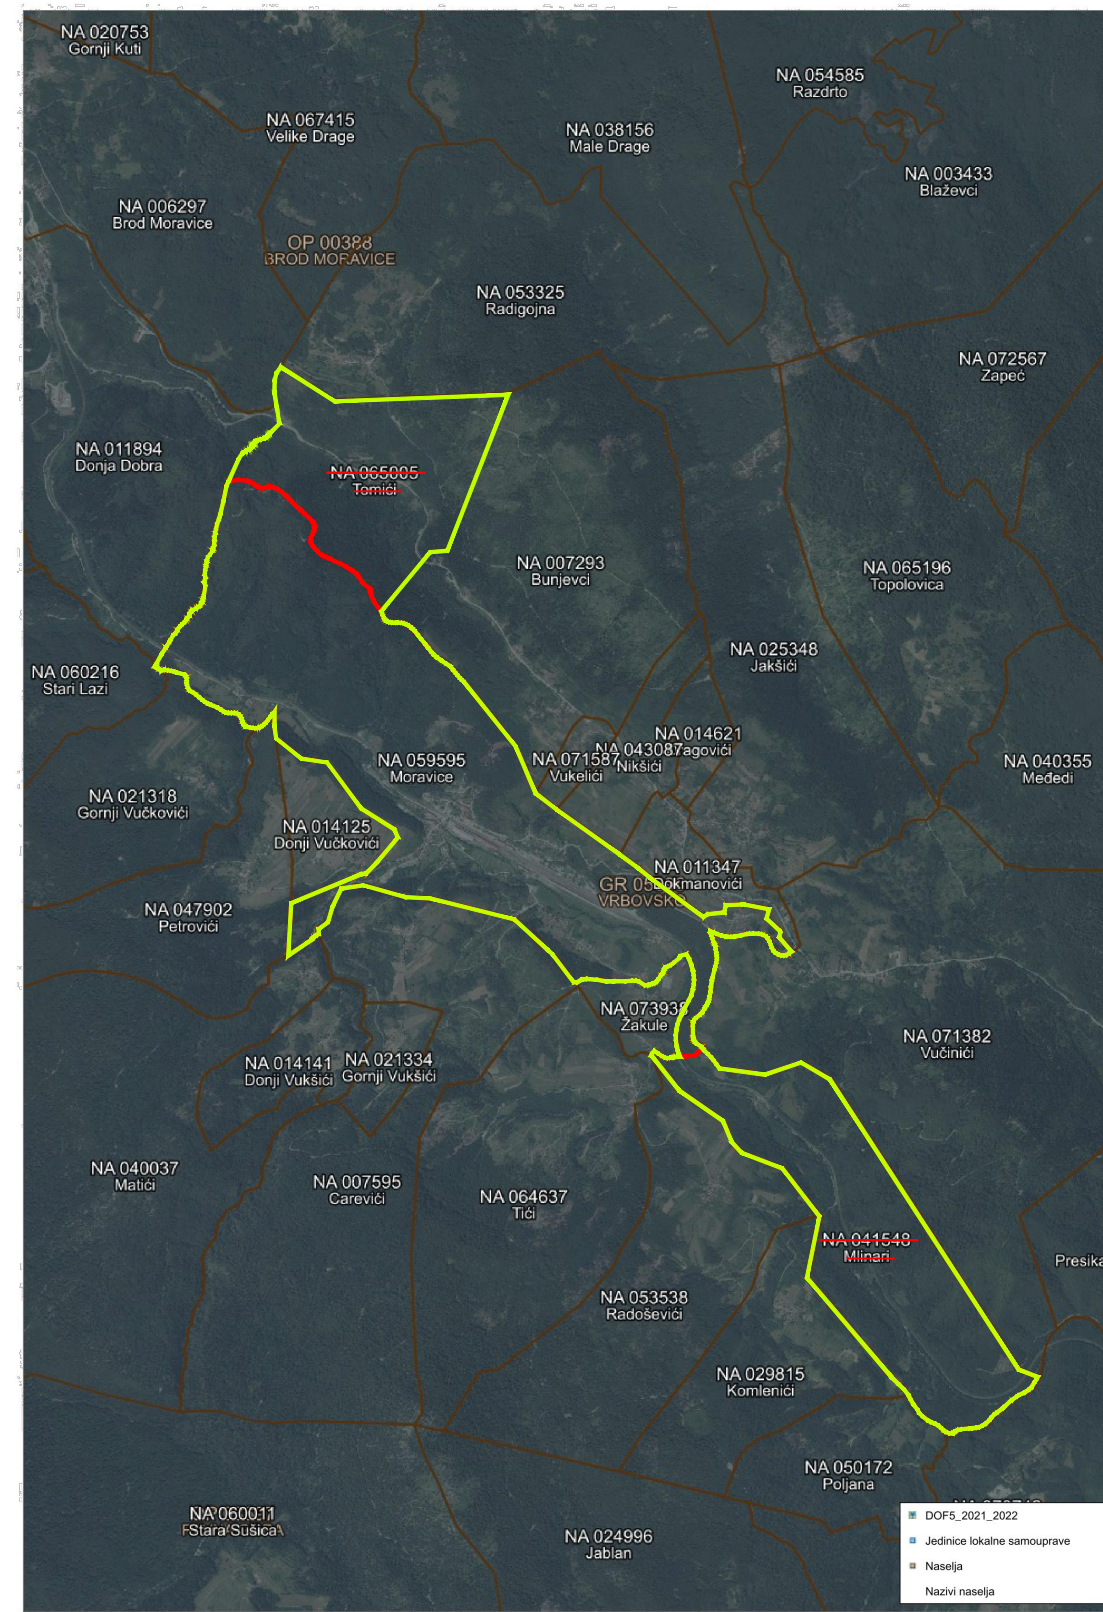 NA 020753
Gornji Kuti
NA 054585
Razdrto
NA 067415
Velike Drage
NA 038156
Male Drage
NA 003433
Blaževci
NA 006297
Brod Moravice
OP 00388
BROD MORAVICE
NA 053325
Radigojna
NA 072567
Zapeć
NA 011894
Donja Dobra
NA 065005
Tomići
NA 007293
Bunjevci
NA 065196
Topolovica
NA 025348
Jakšići
NA 060216
Stari Lazi
NA 014621
NA 043087
Nikšići
NA 071587
Vukelići
NA 059595
Moravice
NA 040355
Međedi
NA 021318
Gornji Vučkovići
NA 014125
Donji Vučkovići
NA 011347
Dokmanovići
GR 05
VRBOVSKO
NA 047902
Petrovići
NA 073938
Žakule
NA 071382
Vučinići
NA 014141
Donji Vukšići
NA 021334
Gornji Vukšići
NA 040037
Matići
NA 007595
Carevići
NA 064637
Tići
NA 041548
Mlinari
Presika
NA 053538
Radoševići
NA 029815
Komlenići
NA 050172
Poljana
NA 060011
Stara Sušica
NA 024996
Jablan
DOF5_2021_2022
Jedinice lokalne samouprave
Naselja
Nazivi naselja